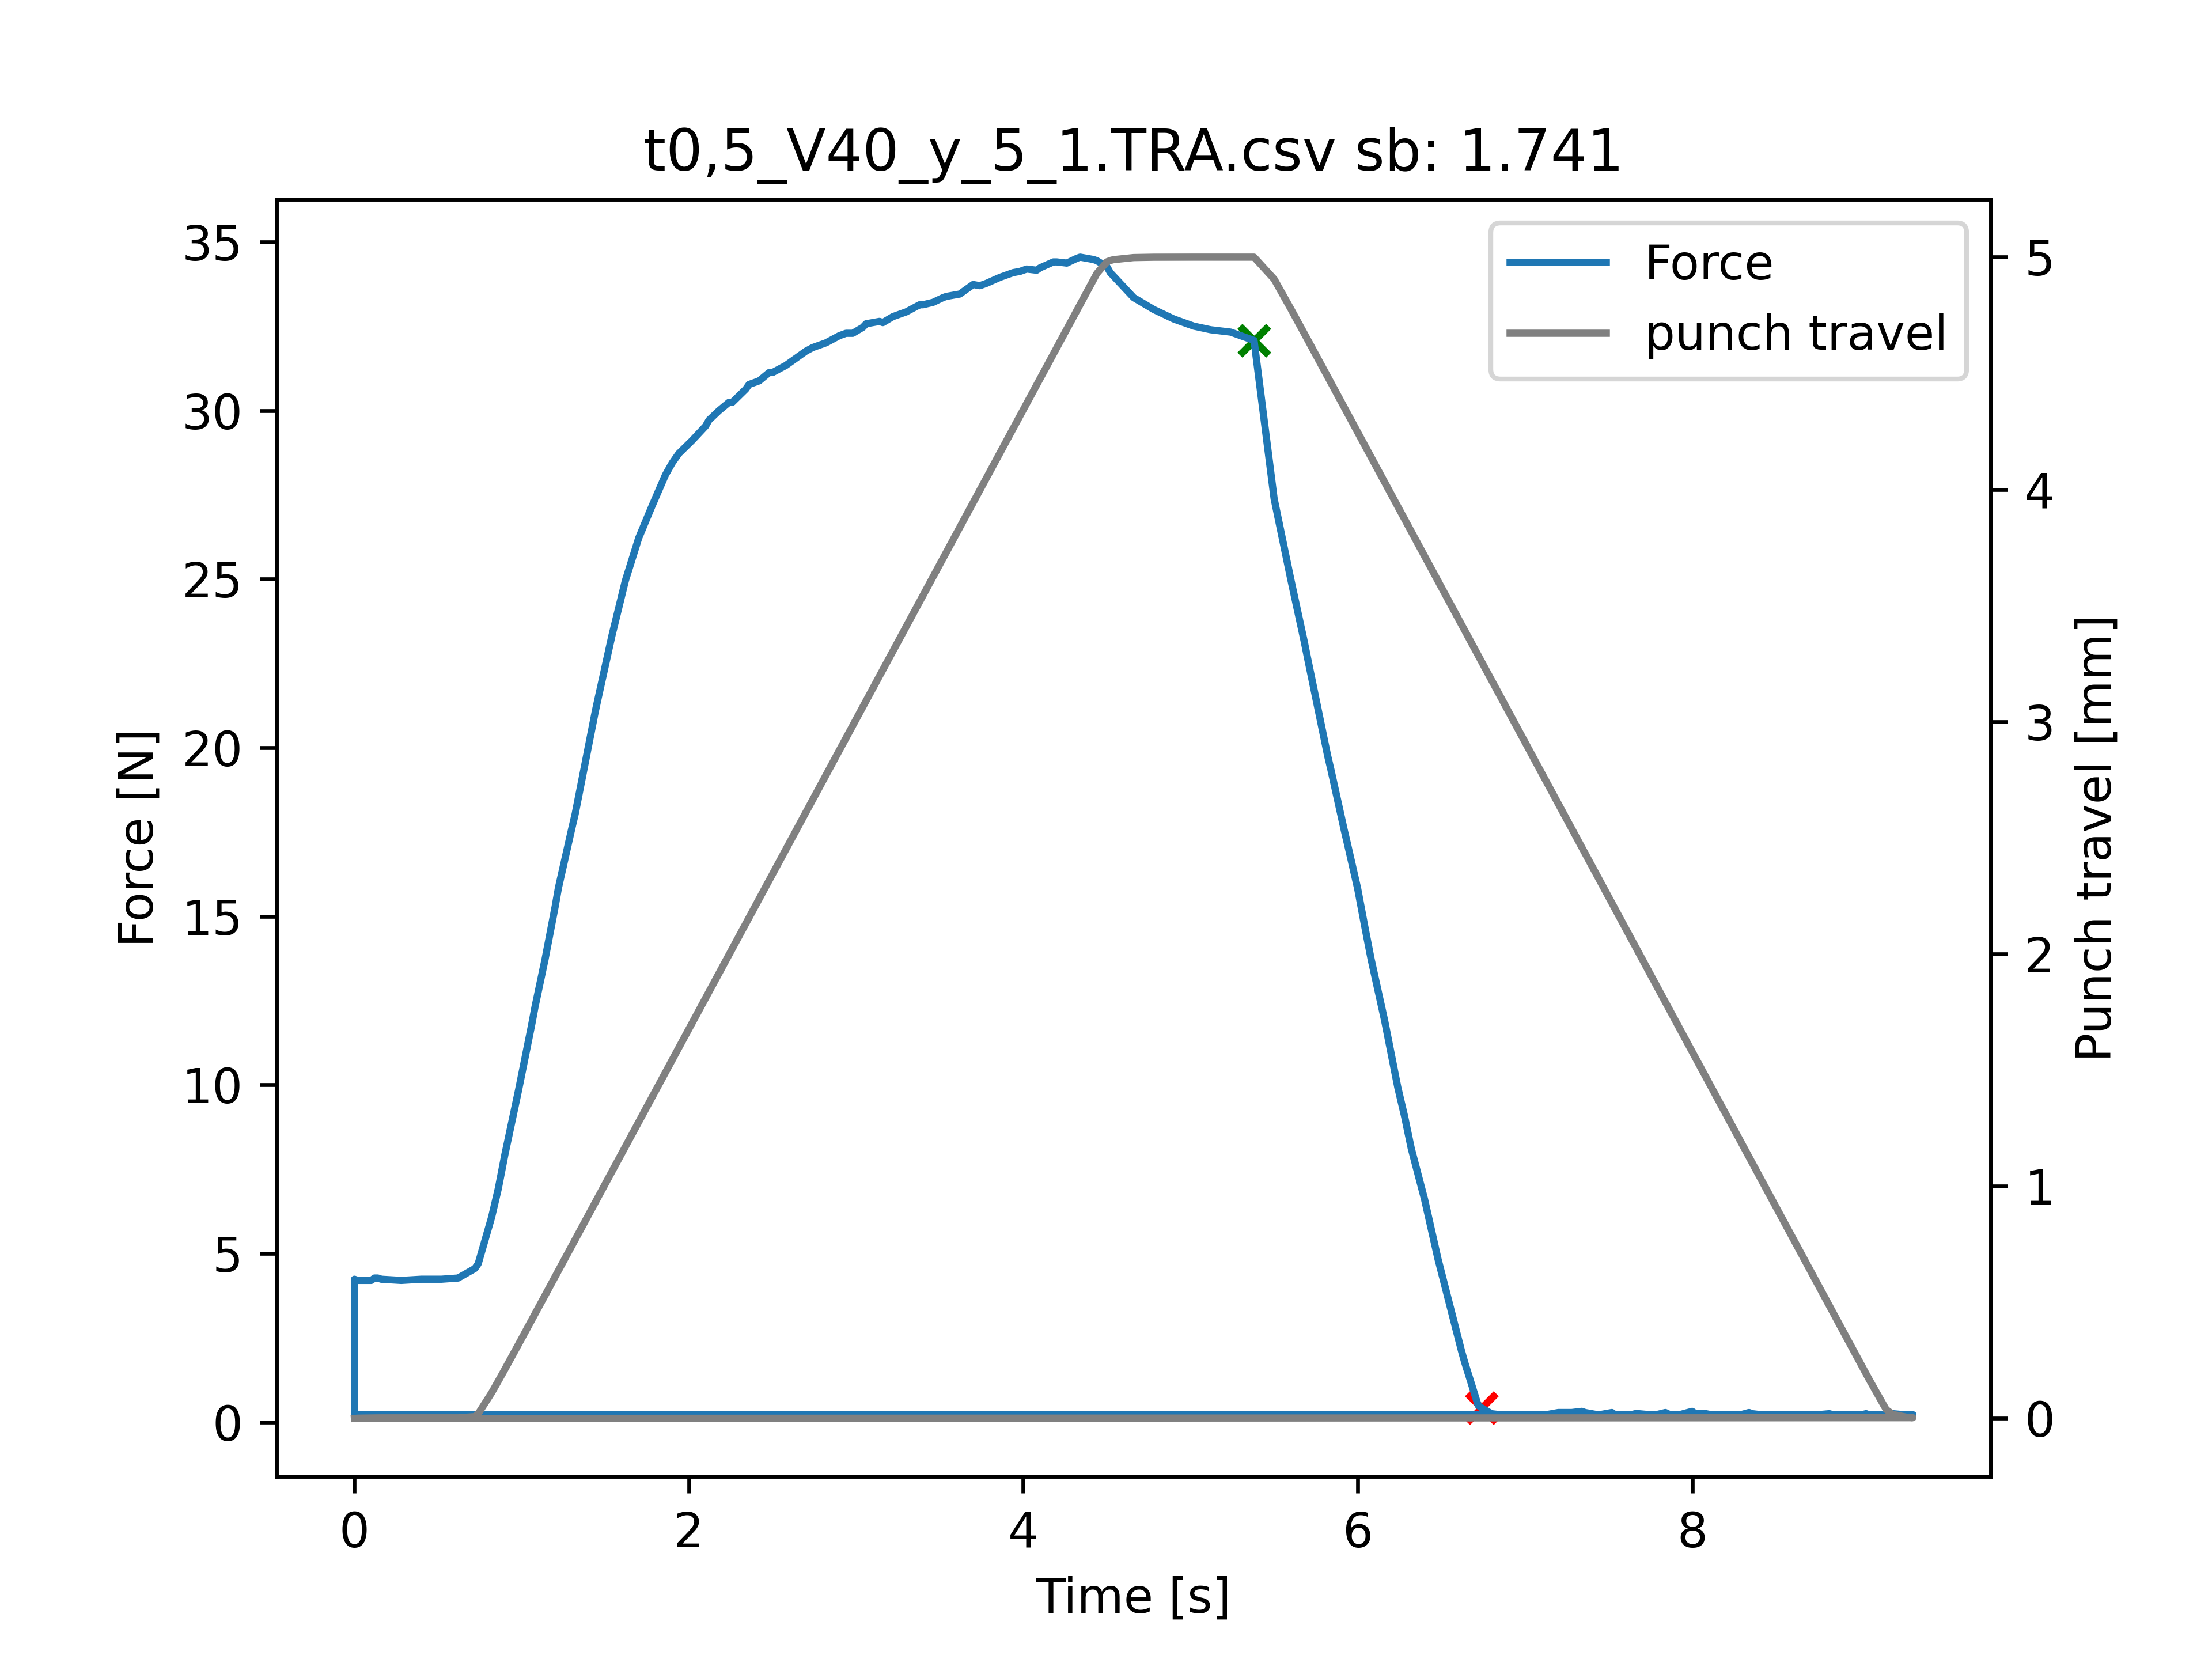 t0,5_V40_y_5_1.TRA.csv sb: 1.741
Force
punch travel
35
30
25
20
15
10
5
0
Force [N]
5
4
3
2
1
0
Punch travel [mm]
0 2 4 6 8
Time [s]